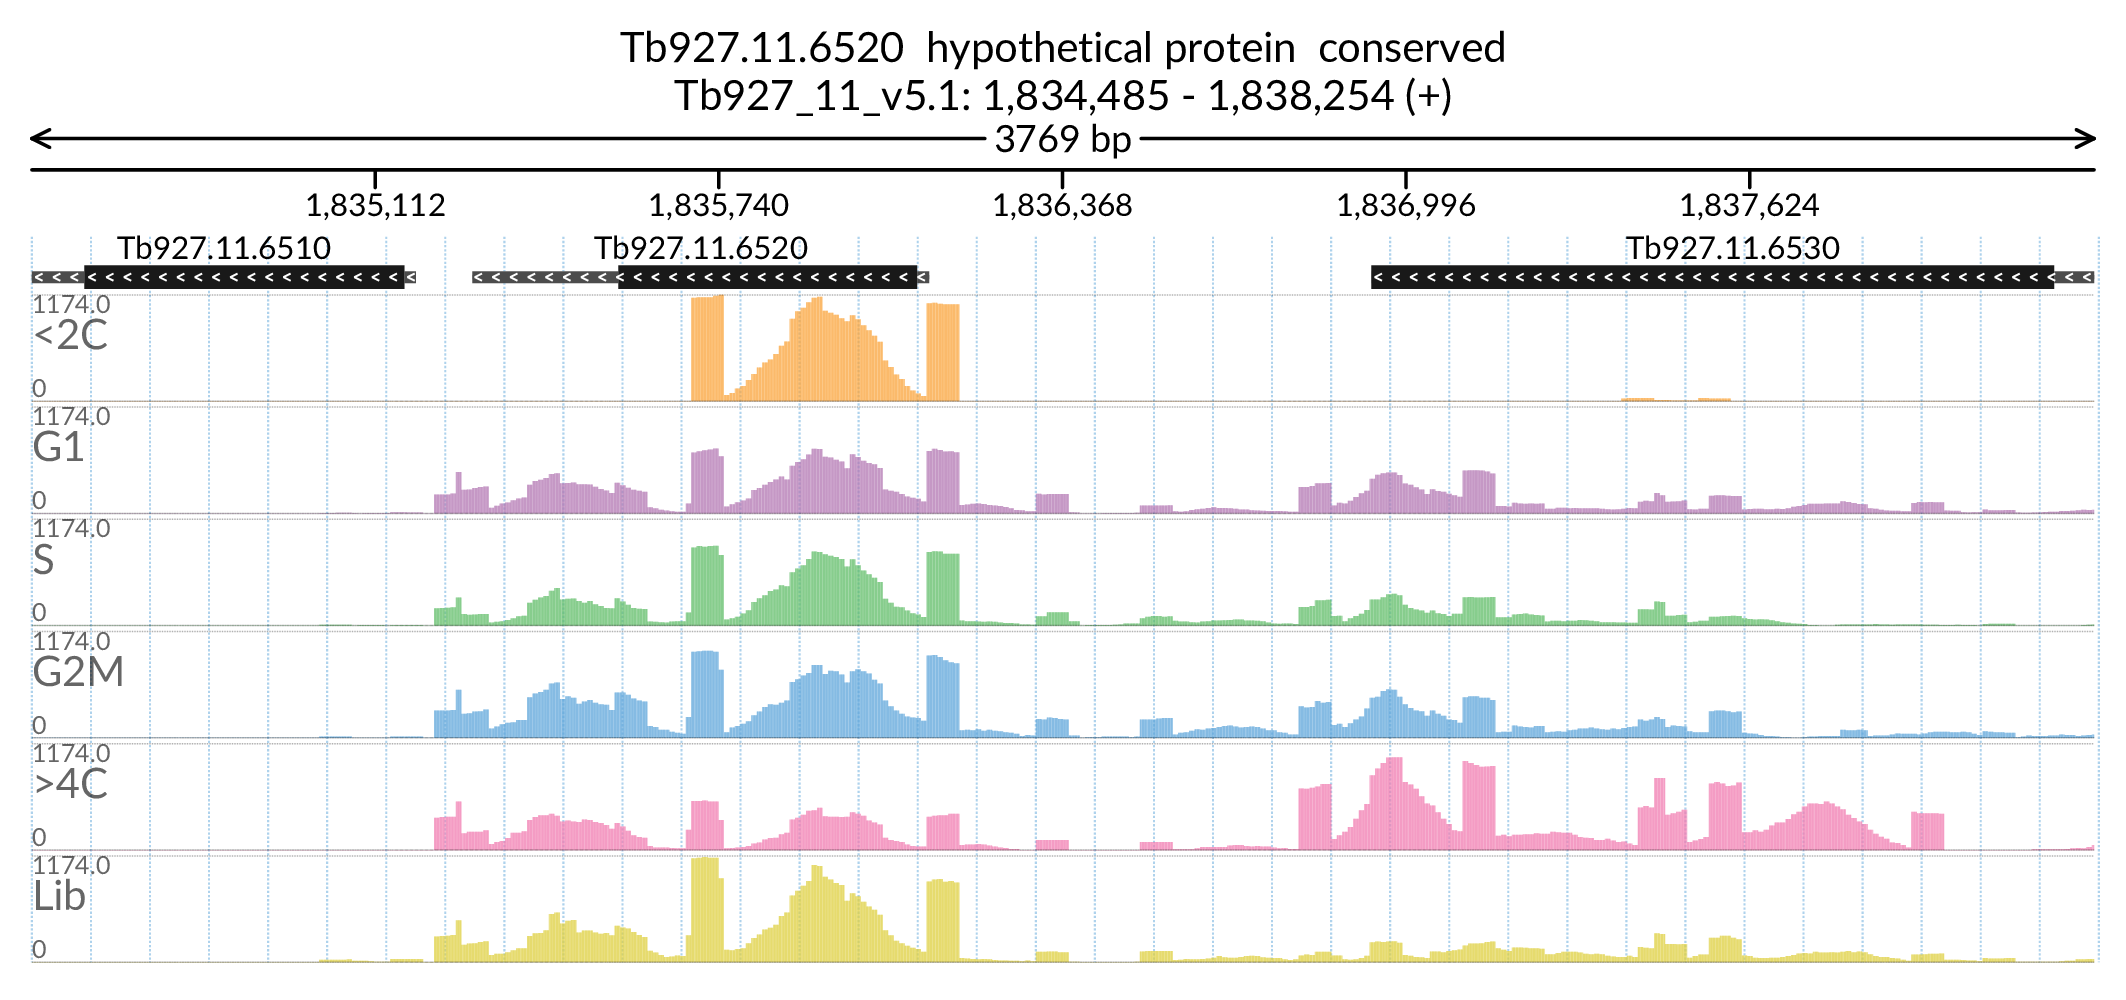 Tb927.11.6520  hypothetical protein  conserved
Tb927_11_v5.1: 1,834,485 - 1,838,254 (+)
3769 bp
1,835,112 1,835,740 1,836,368 1,836,996 1,837,624
Tb927.11.6510 Tb927.11.6520 Tb927.11.6530
1174.0
<2C
0
1174.0
G1
0
1174.0
S
0
1174.0
G2M
0
1174.0
>4C
0
1174.0
Lib
0